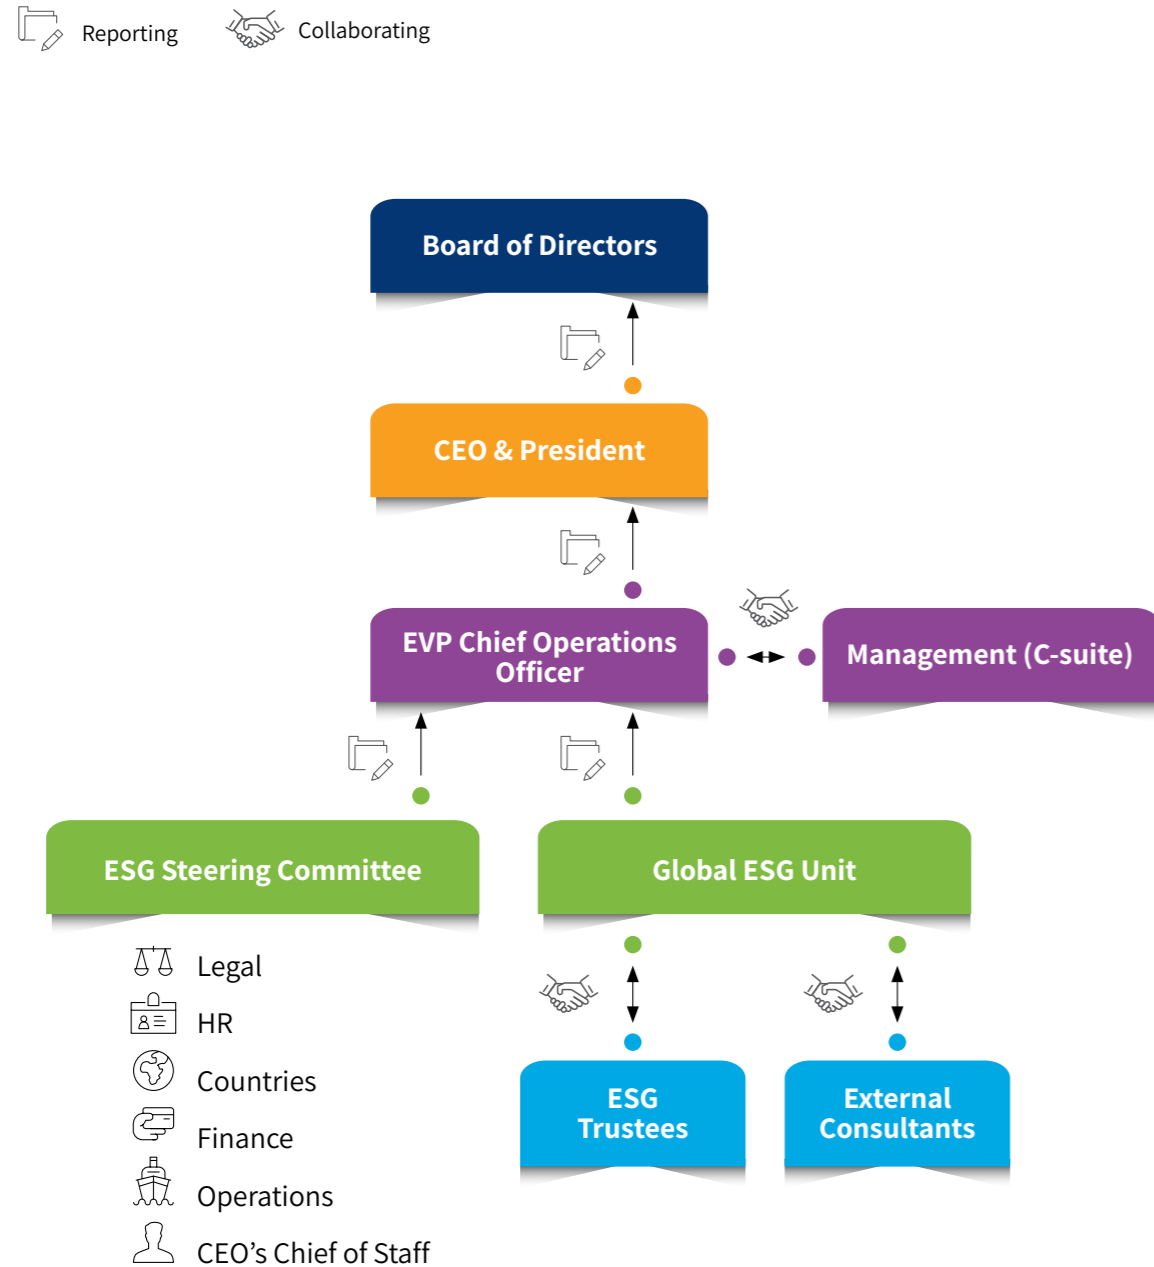 Reporting
Collaborating
Board of Directors
CEO & President
EVP Chief Operations
Officer
Management (C-suite)
ESG Steering Committee
Global ESG Unit
Legal
HR
Countries
Finance
Operations
CEO’s Chief of Staff
ESG
Trustees
External
Consultants